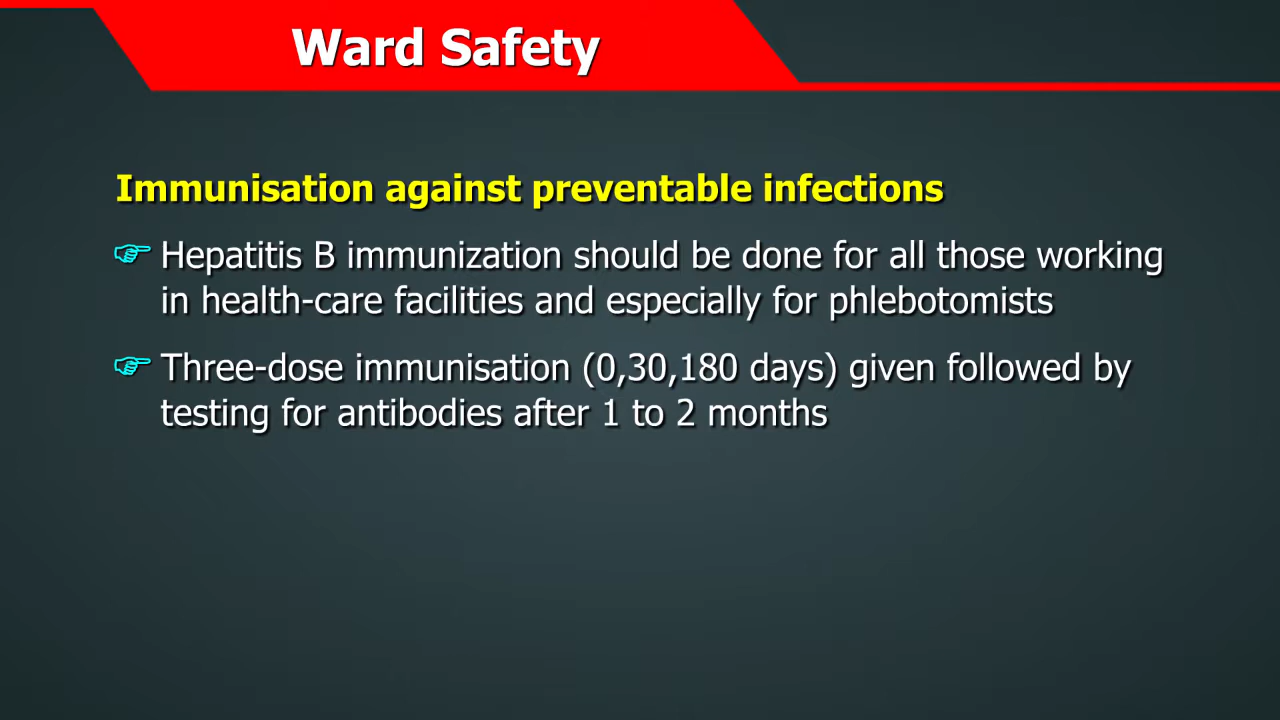 Ward Safety
Immunisation against preventable infections
Hepatitis B immunization should be done for all those working
in health-care facilities and especially for phlebotomists
Three-dose immunisation (0,30,180 days) given followed by
testing for antibodies after 1 to 2 months